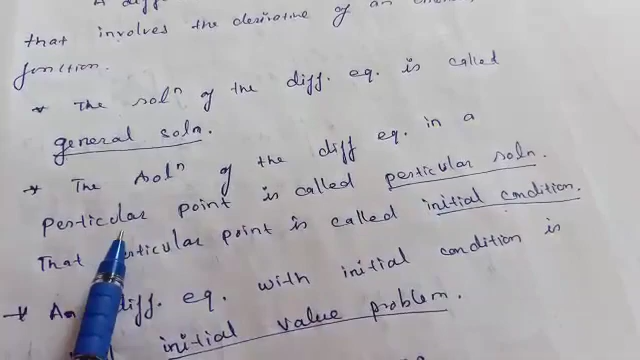 A diff
that involves the derivative of an
function.
* The solⁿ of the diff. eq. is called
general soln.
* The solⁿ of the diff eq. in a
perticular point is called perticular soln.
That perticular point is called initial condition.
* An diff. eq. with initial condition is
initial value problem.